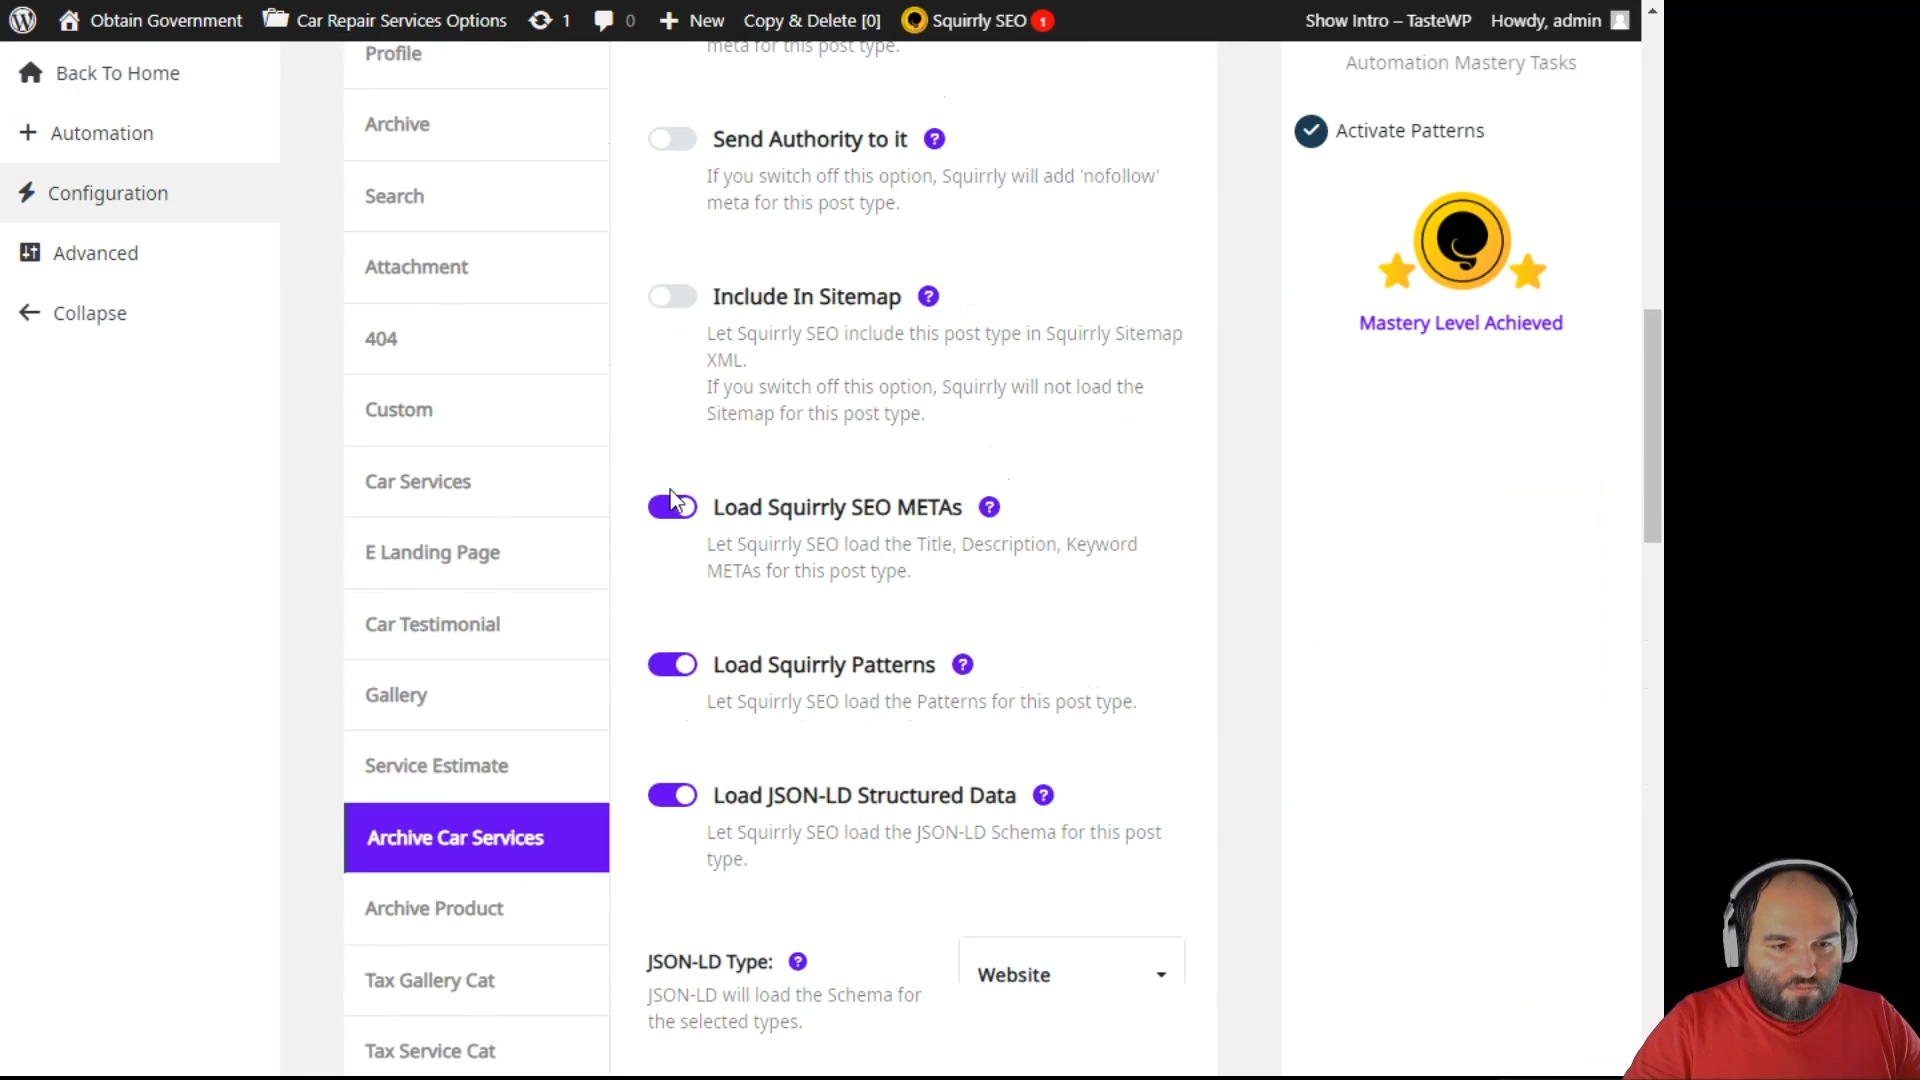 Obtain Government
Car Repair Services Options
1
0
New
Copy & Delete [0]
Squirrly SEO
1
Show Intro – TasteWP
Howdy, admin
Back To Home
Automation
Configuration
Advanced
Collapse
Profile
Archive
Search
Attachment
404
Custom
Car Services
E Landing Page
Car Testimonial
Gallery
Service Estimate
Archive Car Services
Archive Product
Tax Gallery Cat
Tax Service Cat
meta for this post type.
Send Authority to it ?
If you switch off this option, Squirrly will add 'nofollow'
meta for this post type.
Include In Sitemap ?
Let Squirrly SEO include this post type in Squirrly Sitemap
XML.
If you switch off this option, Squirrly will not load the
Sitemap for this post type.
Load Squirrly SEO METAs ?
Let Squirrly SEO load the Title, Description, Keyword
METAs for this post type.
Load Squirrly Patterns ?
Let Squirrly SEO load the Patterns for this post type.
Load JSON-LD Structured Data ?
Let Squirrly SEO load the JSON-LD Schema for this post
type.
JSON-LD Type: ?
JSON-LD will load the Schema for
the selected types.
Website
Automation Mastery Tasks
Activate Patterns
Mastery Level Achieved